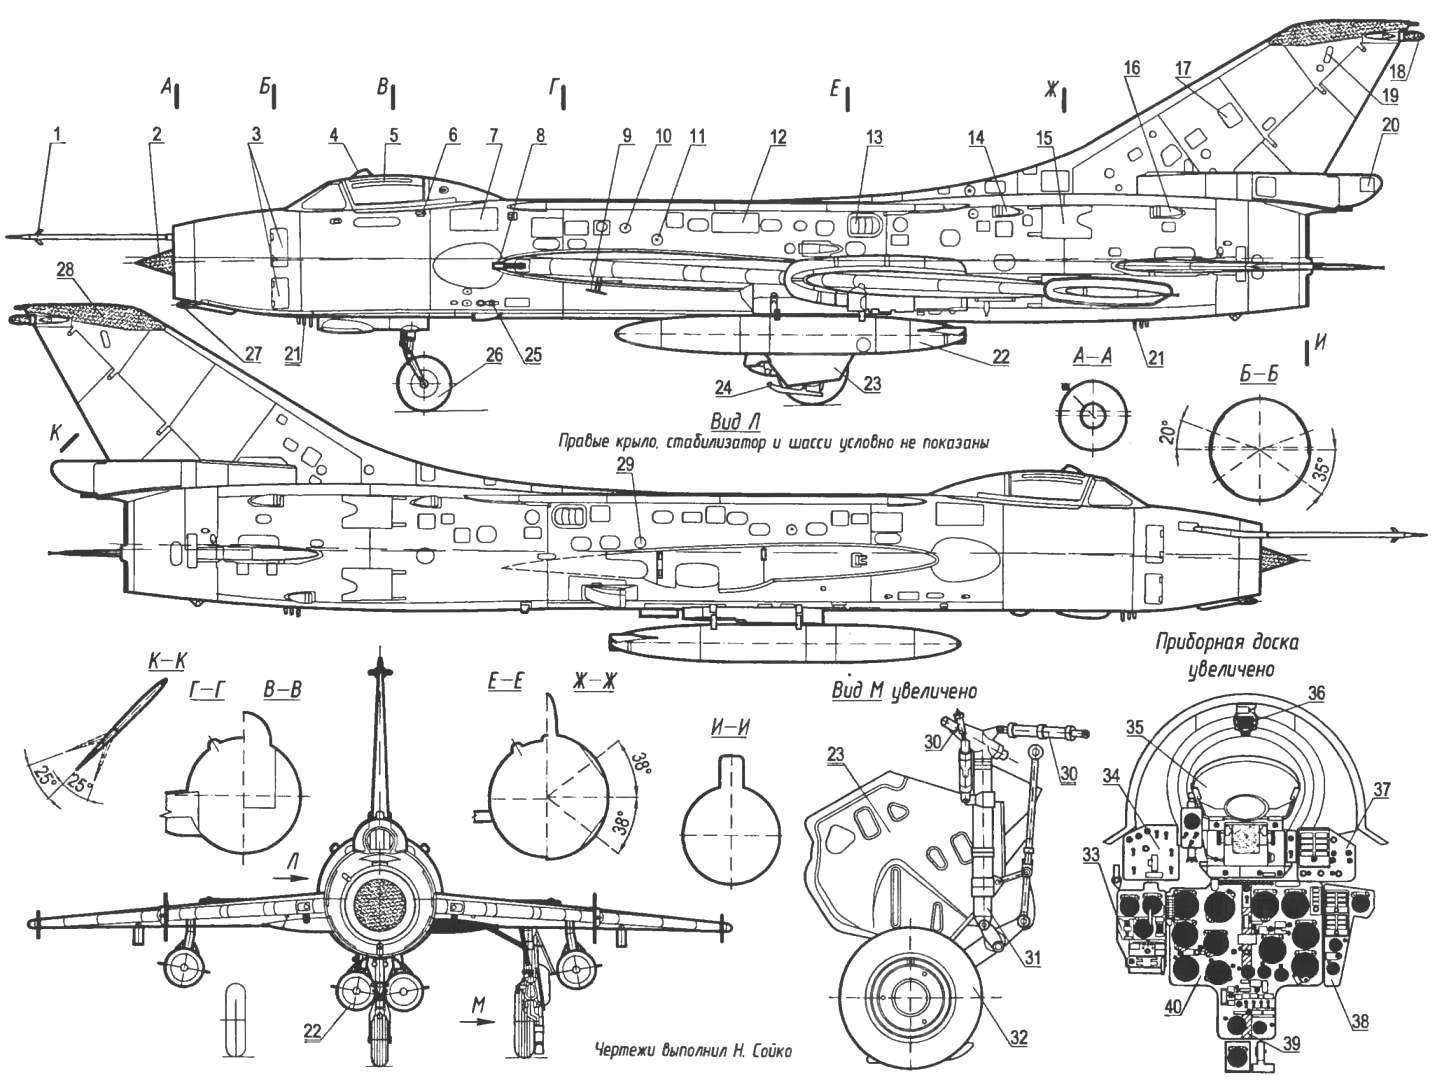 А Б В Г Е Ж
1 2 3 4 5 6 7 8 9 10 11 12 13 14 15 16 17 18
19
20
28
27 21 26 25 24 23 22 21 И
А–А
Б–Б
20°
35°
Вид Л
Правые крыло, стабилизатор и шасси условно не показаны
К
29
К–К
Г–Г В–В
Е–Е Ж–Ж
И–И
25° 25°
38°
38°
Вид М увеличено
Приборная доска
увеличено
Л
М
22
30
30
23
31
32
36
35
34
37
33
40
38
39
Чертежи выполнил Н. Сойко